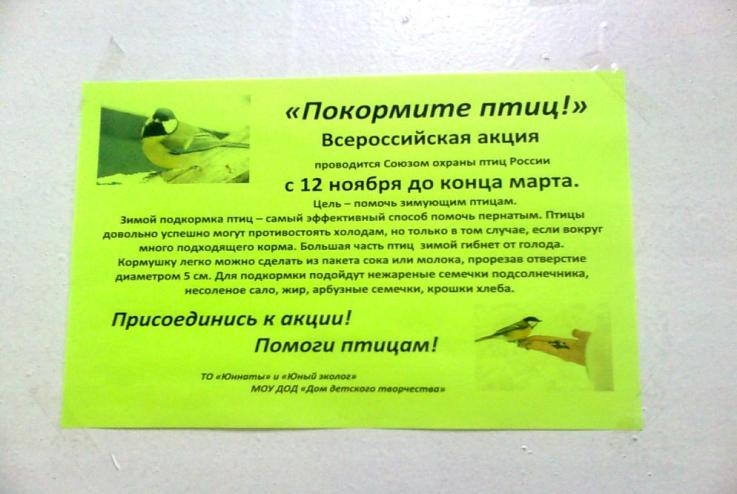 «Покормите птиц!»
Всероссийская акция
проводится Союзом охраны птиц России
с 12 ноября до конца марта.
Цель – помочь зимующим птицам.
Зимой подкормка птиц – самый эффективный способ помочь пернатым. Птицы
довольно успешно могут противостоять холодам, но только в том случае, если вокруг
много подходящего корма. Большая часть птиц зимой гибнет от голода.
Кормушку легко можно сделать из пакета сока или молока, прорезав отверстие
диаметром 5 см. Для подкормки подойдут нежареные семечки подсолнечника,
несоленое сало, жир, арбузные семечки, крошки хлеба.
Присоединись к акции!
Помоги птицам!
ТО «Юннаты» и «Юный эколог»
МОУ ДОД «Дом детского творчества»